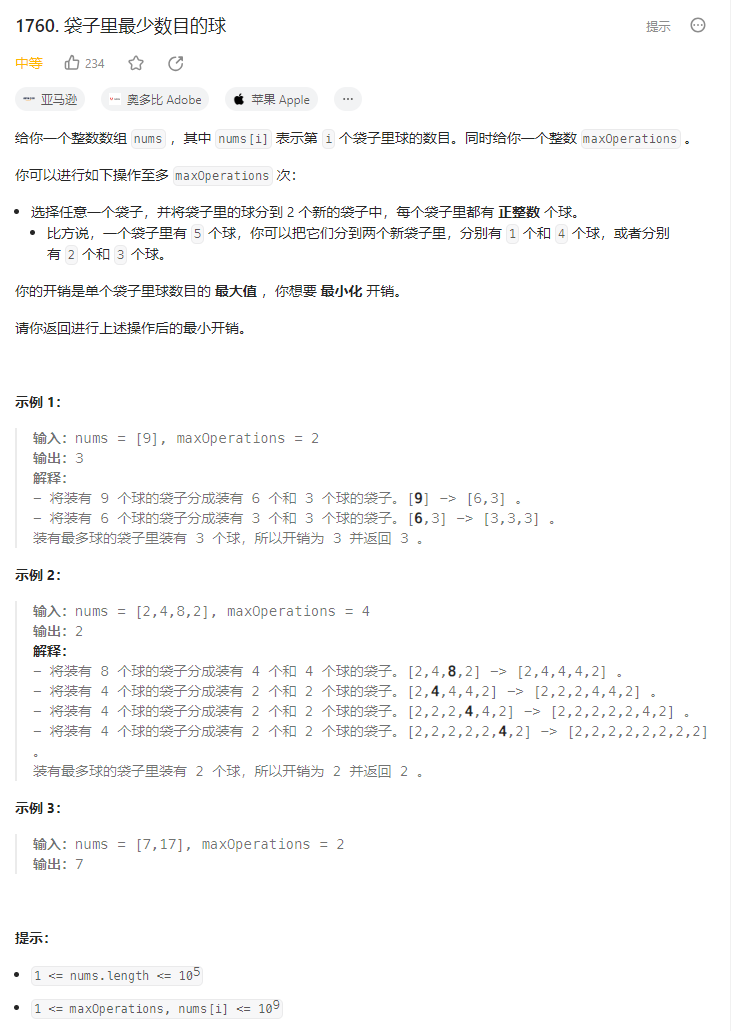 1760. 袋子里最少数目的球
提示
中等 234
亚马逊 奥多比 Adobe 苹果 Apple ...
给你一个整数数组 nums ，其中 nums[i] 表示第 i 个袋子里球的数目。同时给你一个整数 maxOperations 。
你可以进行如下操作至多 maxOperations 次：
• 选择任意一个袋子，并将袋子里的球分到 2 个新的袋子中，每个袋子里都有 正整数 个球。
• 比方说，一个袋子里有 5 个球，你可以把它们分到两个新袋子里，分别有 1 个和 4 个球，或者分别
有 2 个和 3 个球。
你的开销是单个袋子里球数目的 最大值 ，你想要 最小化 开销。
请你返回进行上述操作后的最小开销。
示例 1：
输入：nums = [9], maxOperations = 2
输出：3
解释：
- 将装有 9 个球的袋子分成装有 6 个和 3 个球的袋子。[9] -> [6,3] 。
- 将装有 6 个球的袋子分成装有 3 个和 3 个球的袋子。[6,3] -> [3,3,3] 。
装有最多球的袋子里装有 3 个球，所以开销为 3 并返回 3 。
示例 2：
输入：nums = [2,4,8,2], maxOperations = 4
输出：2
解释：
- 将装有 8 个球的袋子分成装有 4 个和 4 个球的袋子。[2,4,8,2] -> [2,4,4,4,2] 。
- 将装有 4 个球的袋子分成装有 2 个和 2 个球的袋子。[2,4,4,4,2] -> [2,2,2,4,4,2] 。
- 将装有 4 个球的袋子分成装有 2 个和 2 个球的袋子。[2,2,2,4,4,2] -> [2,2,2,2,2,4,2] 。
- 将装有 4 个球的袋子分成装有 2 个和 2 个球的袋子。[2,2,2,2,2,4,2] -> [2,2,2,2,2,2,2,2]
。
装有最多球的袋子里装有 2 个球，所以开销为 2 并返回 2 。
示例 3：
输入：nums = [7,17], maxOperations = 2
输出：7
提示：
• 1 <= nums.length <= 10⁵
• 1 <= maxOperations, nums[i] <= 10⁹